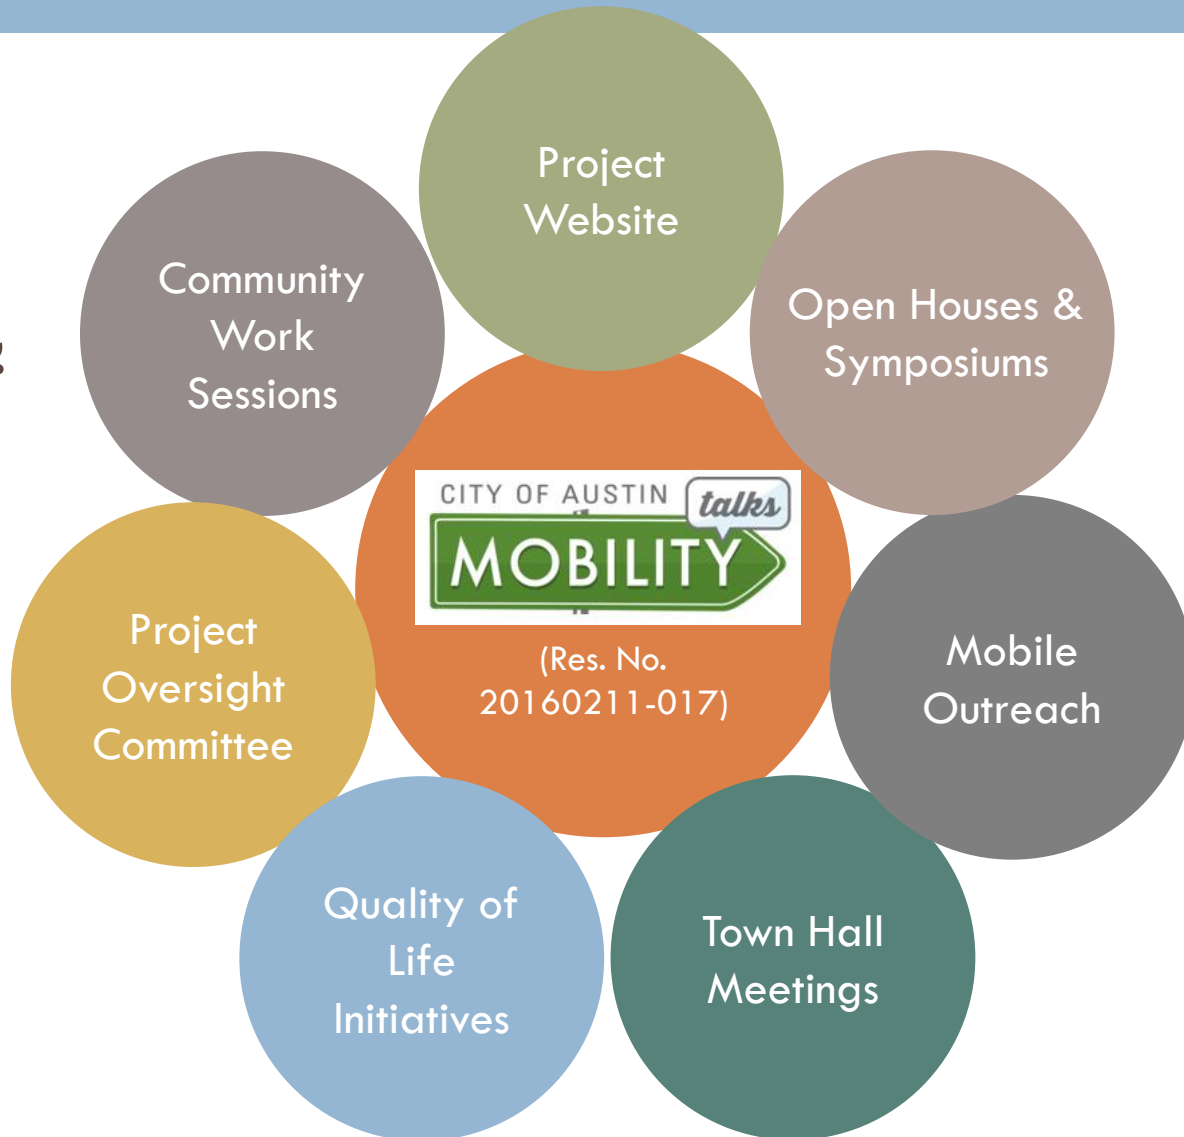 Project
Website
Community
Work
Sessions
Open Houses &
Symposiums
CITY OF AUSTIN talks
MOBILITY
(Res. No.
20160211-017)
Project
Oversight
Committee
Mobile
Outreach
Quality of
Life
Initiatives
Town Hall
Meetings